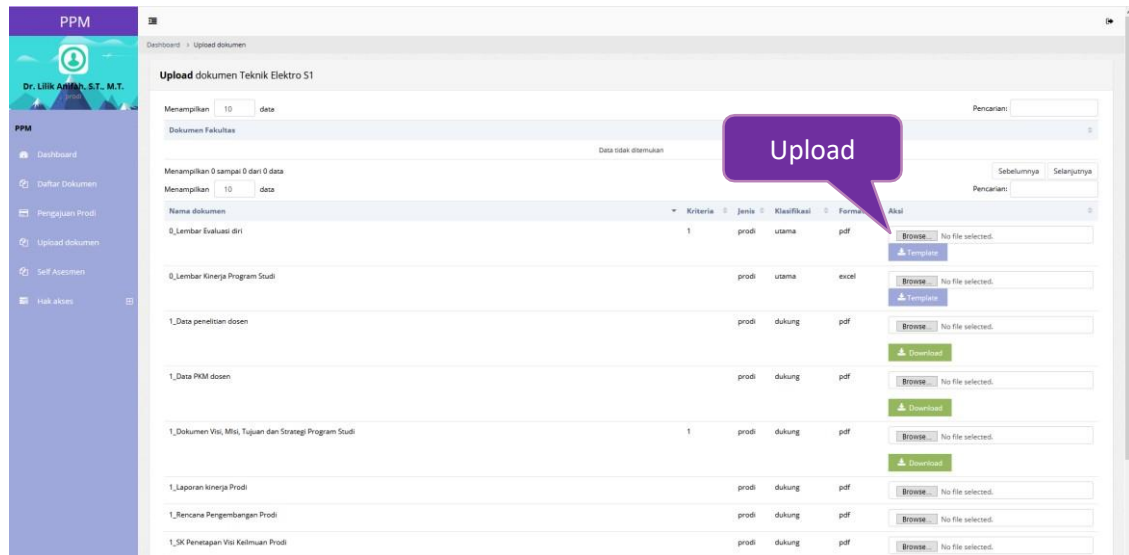 PPM
Dr. Lilik Anifah, S.T., M.T.
prodi
PPM
Dashboard
Daftar Dokumen
Pengajuan Prodi
Upload dokumen
Self Asesmen
Hak akses
Dashboard > Upload dokumen
Upload dokumen Teknik Elektro S1
Menampilkan 10 data Pencarian:
Dokumen Fakultas
Data tidak ditemukan
Upload
Menampilkan 0 sampai 0 dari 0 data Sebelumnya Selanjutnya
Menampilkan 10 data Pencarian:
Nama dokumen Kriteria Jenis Klasifikasi Aksi
0_Lembar Evaluasi diri 1 prodi utama pdf Browse... No file selected.
Template
0_Lembar Kinerja Program Studi prodi utama excel Browse... No file selected.
Template
1_Data penelitian dosen prodi dukung pdf Browse... No file selected.
Download
1_Data PKM dosen prodi dukung pdf Browse... No file selected.
Download
1_Dokumen Visi, MIsi, Tujuan dan Strategi Program Studi 1 prodi dukung pdf Browse... No file selected.
Download
1_Laporan kinerja Prodi prodi dukung pdf Browse... No file selected.
1_Rencana Pengembangan Prodi prodi dukung pdf Browse... No file selected.
1_SK Penetapan Visi Keilmuan Prodi prodi dukung pdf Browse... No file selected.